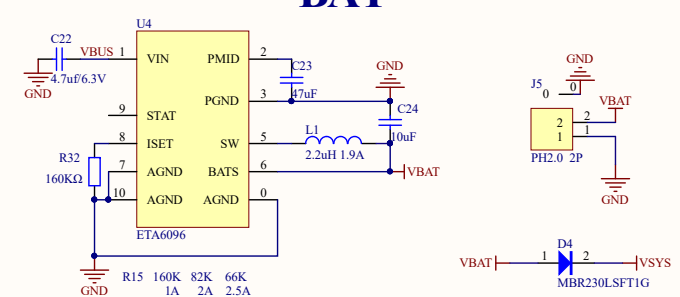 BAT
U4
C22
VBUS 1 VIN PMID 2
4.7uf/6.3V
GND
C23
47uF
PGND 3
GND
9 STAT
C24
10uF
8 ISET SW 5
L1
2.2uH 1.9A
R32
160KΩ
7 AGND BATS 6
VBAT
10 AGND AGND 0
ETA6096
GND
R15 160K 82K 66K
1A 2A 2.5A
GND
J5
0 0
VBAT
2 2
1 1
PH2.0 2P
GND
D4
VBAT 1 2 VSYS
MBR230LSFT1G